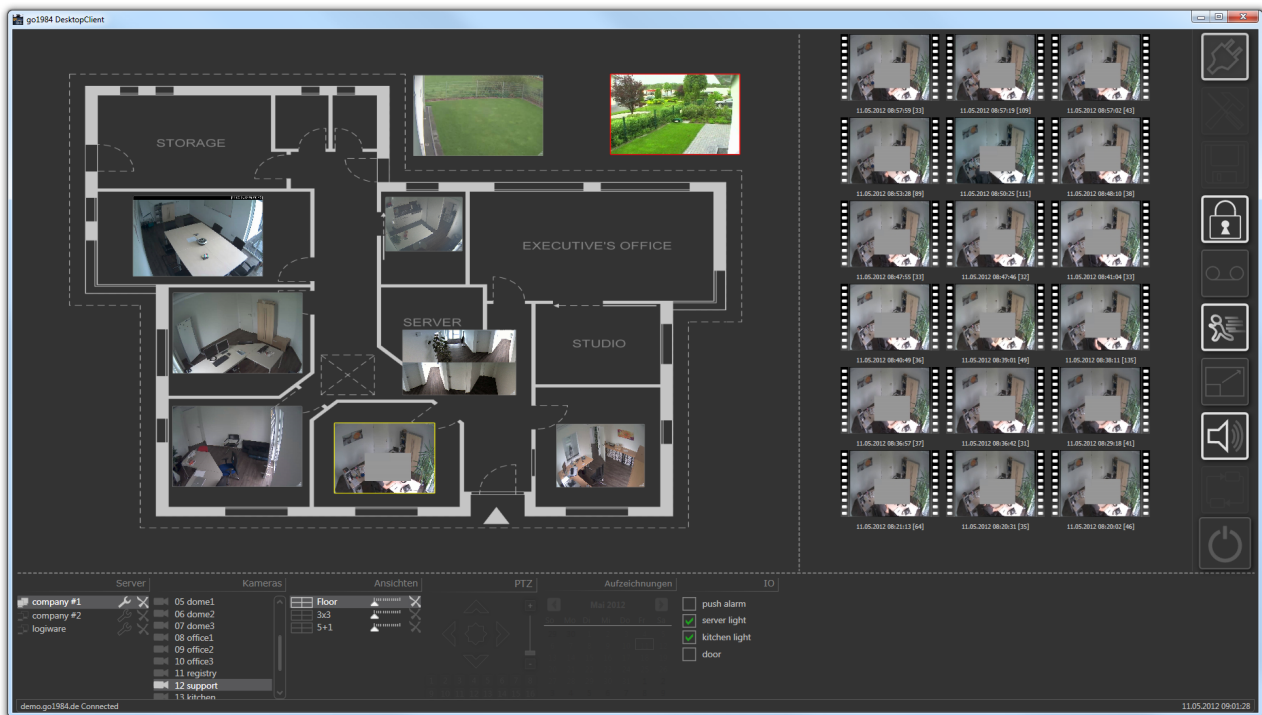 go1984 DesktopClient
STORAGE
EXECUTIVE'S OFFICE
SERVER
STUDIO
11.05.2012 08:57:59 [33]
11.05.2012 08:57:19 [109]
11.05.2012 08:57:02 [43]
11.05.2012 08:53:28 [89]
11.05.2012 08:50:25 [111]
11.05.2012 08:48:10 [38]
11.05.2012 08:47:55 [33]
11.05.2012 08:47:46 [32]
11.05.2012 08:41:04 [33]
11.05.2012 08:40:49 [36]
11.05.2012 08:39:01 [49]
11.05.2012 08:38:11 [135]
11.05.2012 08:36:57 [37]
11.05.2012 08:36:42 [31]
11.05.2012 08:29:18 [41]
11.05.2012 08:21:13 [64]
11.05.2012 08:20:31 [35]
11.05.2012 08:20:02 [46]
Server
company #1
company #2
logiware
Kameras
05 dome1
06 dome2
07 dome3
08 office1
09 office2
10 office3
11 registry
12 support
13 kitchen
Ansichten
Floor
3x3
5+1
PTZ
Aufzeichnungen
Mai 2012
IO
push alarm
server light
kitchen light
door
demo.go1984.de Connected
11.05.2012 09:01:28